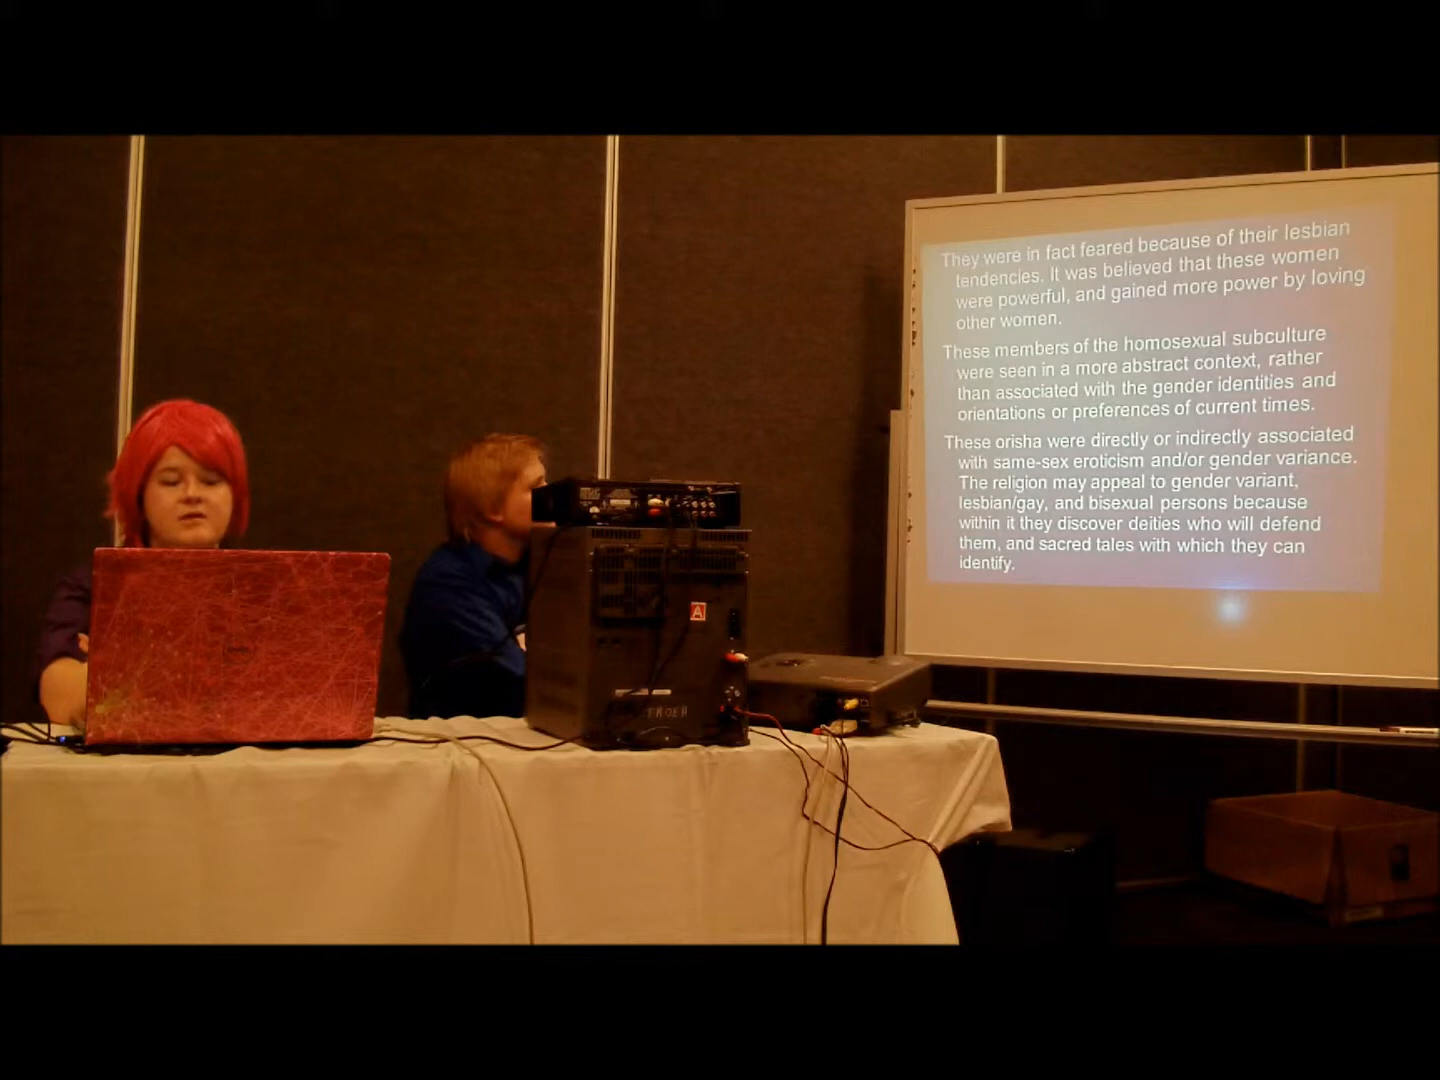 They were in fact feared because of their lesbian
tendencies. It was believed that these women
were powerful, and gained more power by loving
other women.
These members of the homosexual subculture
were seen in a more abstract context, rather
than associated with the gender identities and
orientations or preferences of current times.
These orisha were directly or indirectly associated
with same-sex eroticism and/or gender variance.
The religion may appeal to gender variant,
lesbian/gay, and bisexual persons because
within it they discover deities who will defend
them, and sacred tales with which they can
identify.
A